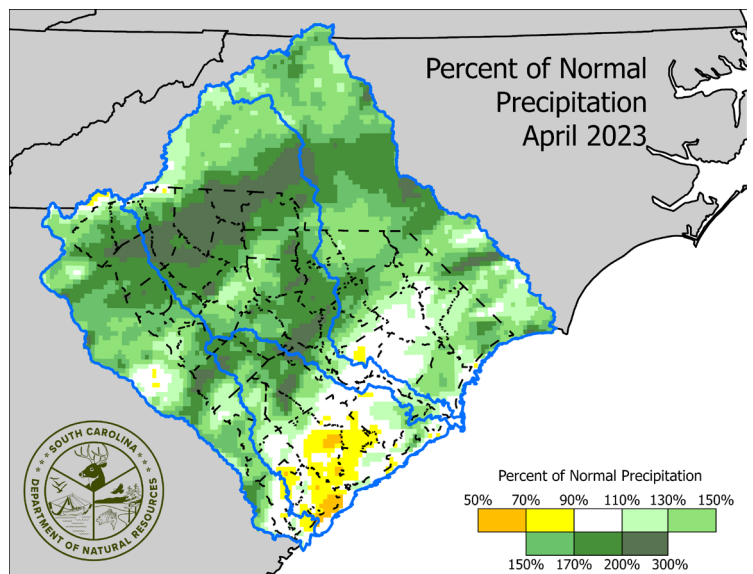 Percent of Normal
Precipitation
April 2023
SOUTH CAROLINA
DEPARTMENT OF NATURAL RESOURCES
Percent of Normal Precipitation
50% 70% 90% 110% 130% 150%
150% 170% 200% 300%